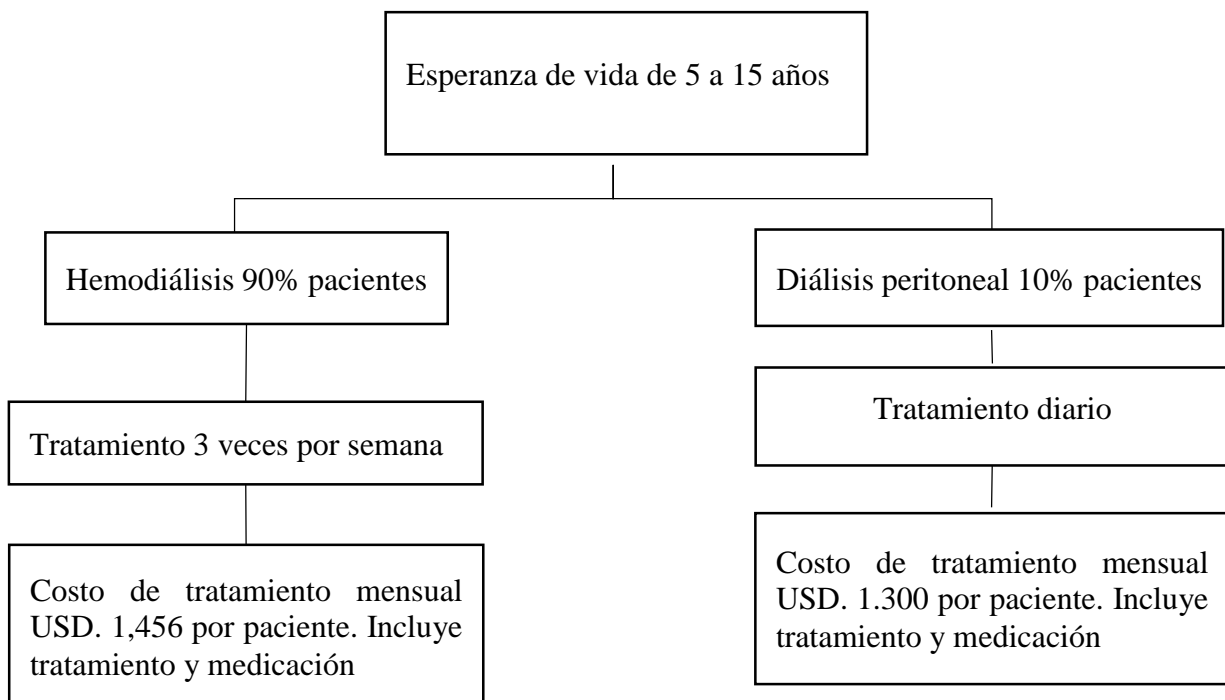 Esperanza de vida de 5 a 15 años
Hemodiálisis 90% pacientes
Diálisis peritoneal 10% pacientes
Tratamiento 3 veces por semana
Tratamiento diario
Costo de tratamiento mensual
USD. 1,456 por paciente. Incluye
tratamiento y medicación
Costo de tratamiento mensual
USD. 1.300 por paciente. Incluye
tratamiento y medicación